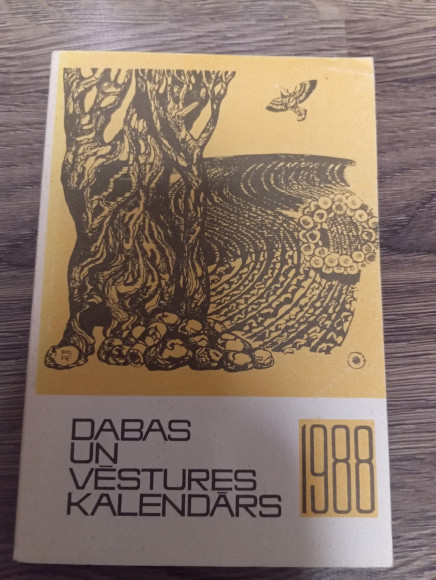 DABAS
UN
VĒSTURES
KALENDĀRS
1988